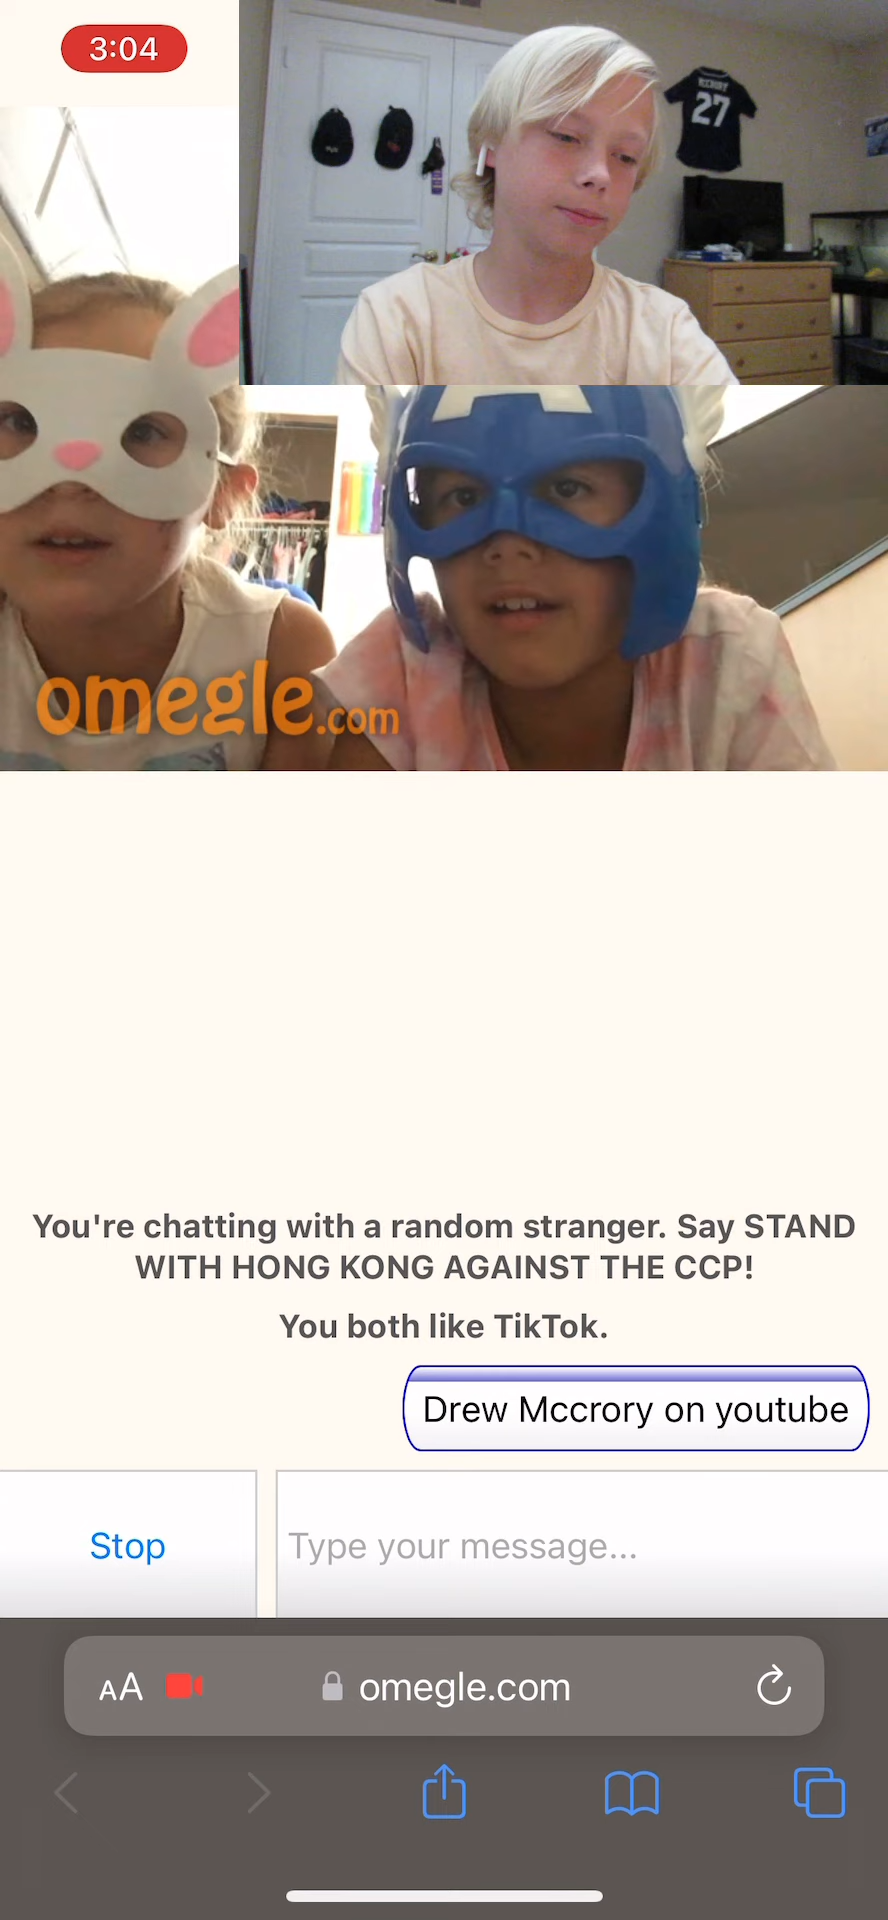 3:04
MCCRORY
27
A
omegle.com
You're chatting with a random stranger. Say STAND
WITH HONG KONG AGAINST THE CCP!
You both like TikTok.
Drew Mccrory on youtube
Stop
Type your message...
AA
omegle.com